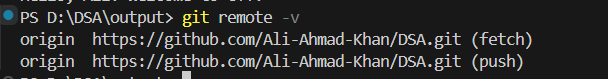 PS D:\DSA\output> git remote -v
origin  https://github.com/Ali-Ahmad-Khan/DSA.git (fetch)
origin  https://github.com/Ali-Ahmad-Khan/DSA.git (push)